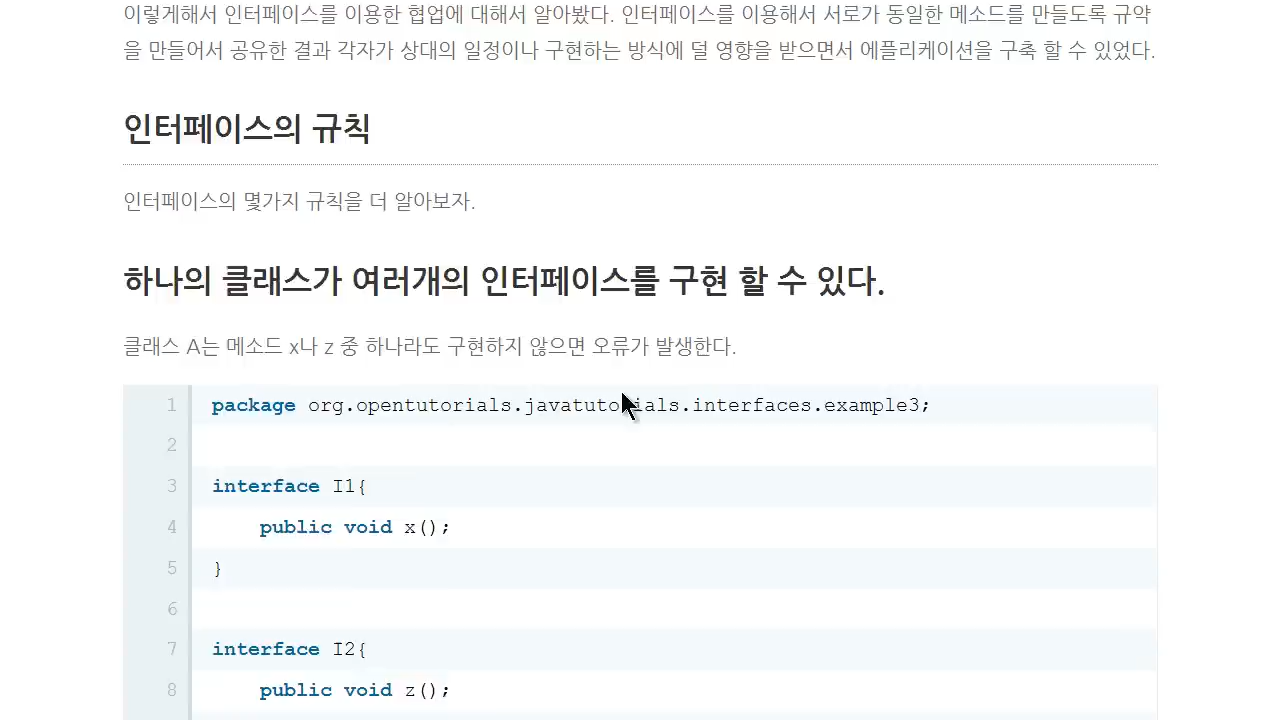 이렇게해서 인터페이스를 이용한 협업에 대해서 알아봤다. 인터페이스를 이용해서 서로가 동일한 메소드를 만들도록 규약
을 만들어서 공유한 결과 각자가 상대의 일정이나 구현하는 방식에 덜 영향을 받으면서 에플리케이션을 구축 할 수 있었다.
인터페이스의 규칙
인터페이스의 몇가지 규칙을 더 알아보자.
하나의 클래스가 여러개의 인터페이스를 구현 할 수 있다.
클래스 A는 메소드 x나 z 중 하나라도 구현하지 않으면 오류가 발생한다.
1 package org.opentutorials.javatutorials.interfaces.example3;
2
3 interface I1{
4 public void x();
5 }
6
7 interface I2{
8 public void z();